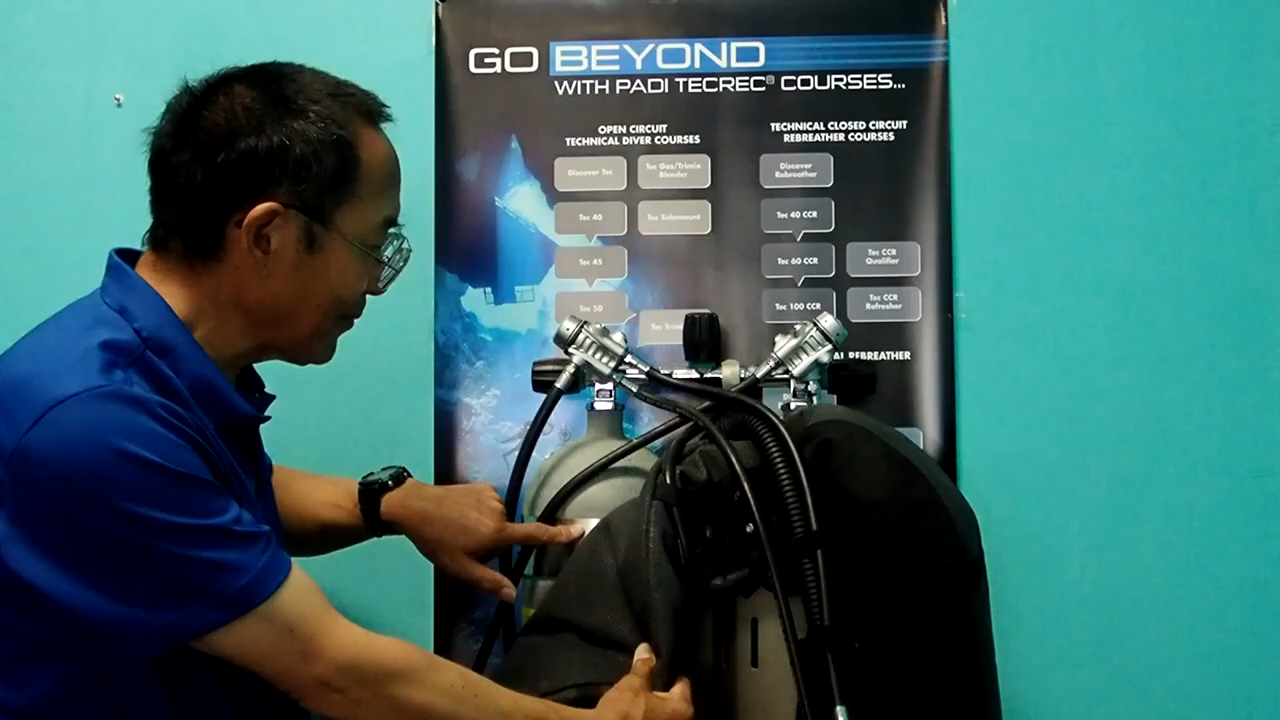 GO BEYOND
WITH PADI TECREC® COURSES...
OPEN CIRCUIT
TECHNICAL DIVER COURSES
Discover Tec
Tec Gas/Trimix
Blender
Tec 40
Tec Sidemount
Tec 45
Tec 50
TECHNICAL CLOSED CIRCUIT
REBREATHER COURSES
Discover
Rebreather
Tec 40 CCR
Tec 60 CCR
Tec CCR
Qualifier
Tec 100 CCR
Tec CCR
Refresher
REBREATHER